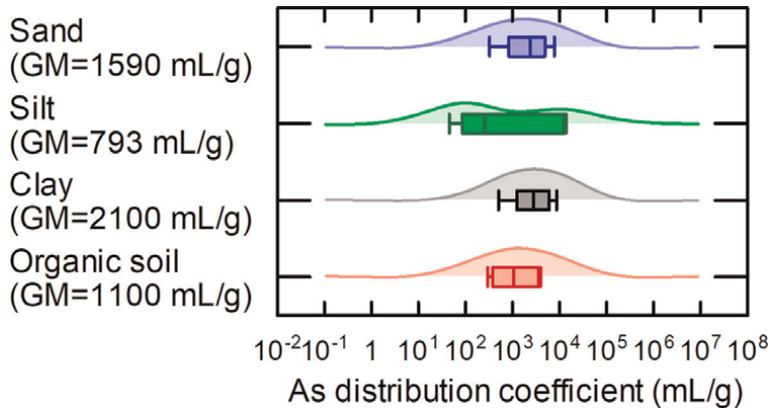 Sand
(GM=1590 mL/g)
Silt
(GM=793 mL/g)
Clay
(GM=2100 mL/g)
Organic soil
(GM=1100 mL/g)
10⁻² 10⁻¹ 1 10¹ 10² 10³ 10⁴ 10⁵ 10⁶ 10⁷ 10⁸
As distribution coefficient (mL/g)